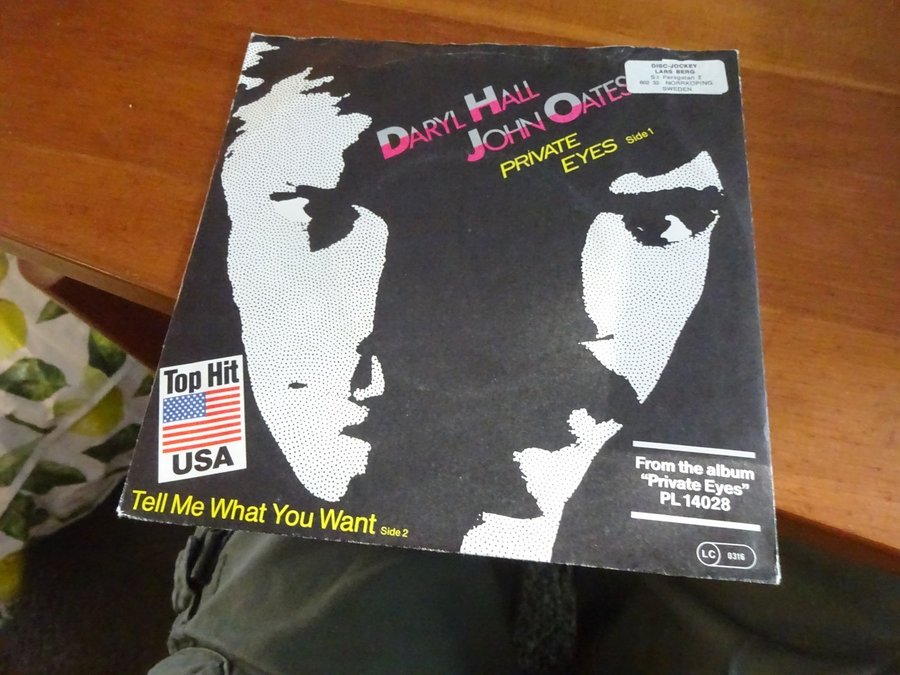 DARYL HALL
JOHN OATES
PRIVATE
EYES Side 1
DISC-JOCKEY
LARS BERG
NORRKÖPING
SWEDEN
Top Hit
USA
Tell Me What You Want Side 2
From the album
"Private Eyes"
PL 14028
LC 0316